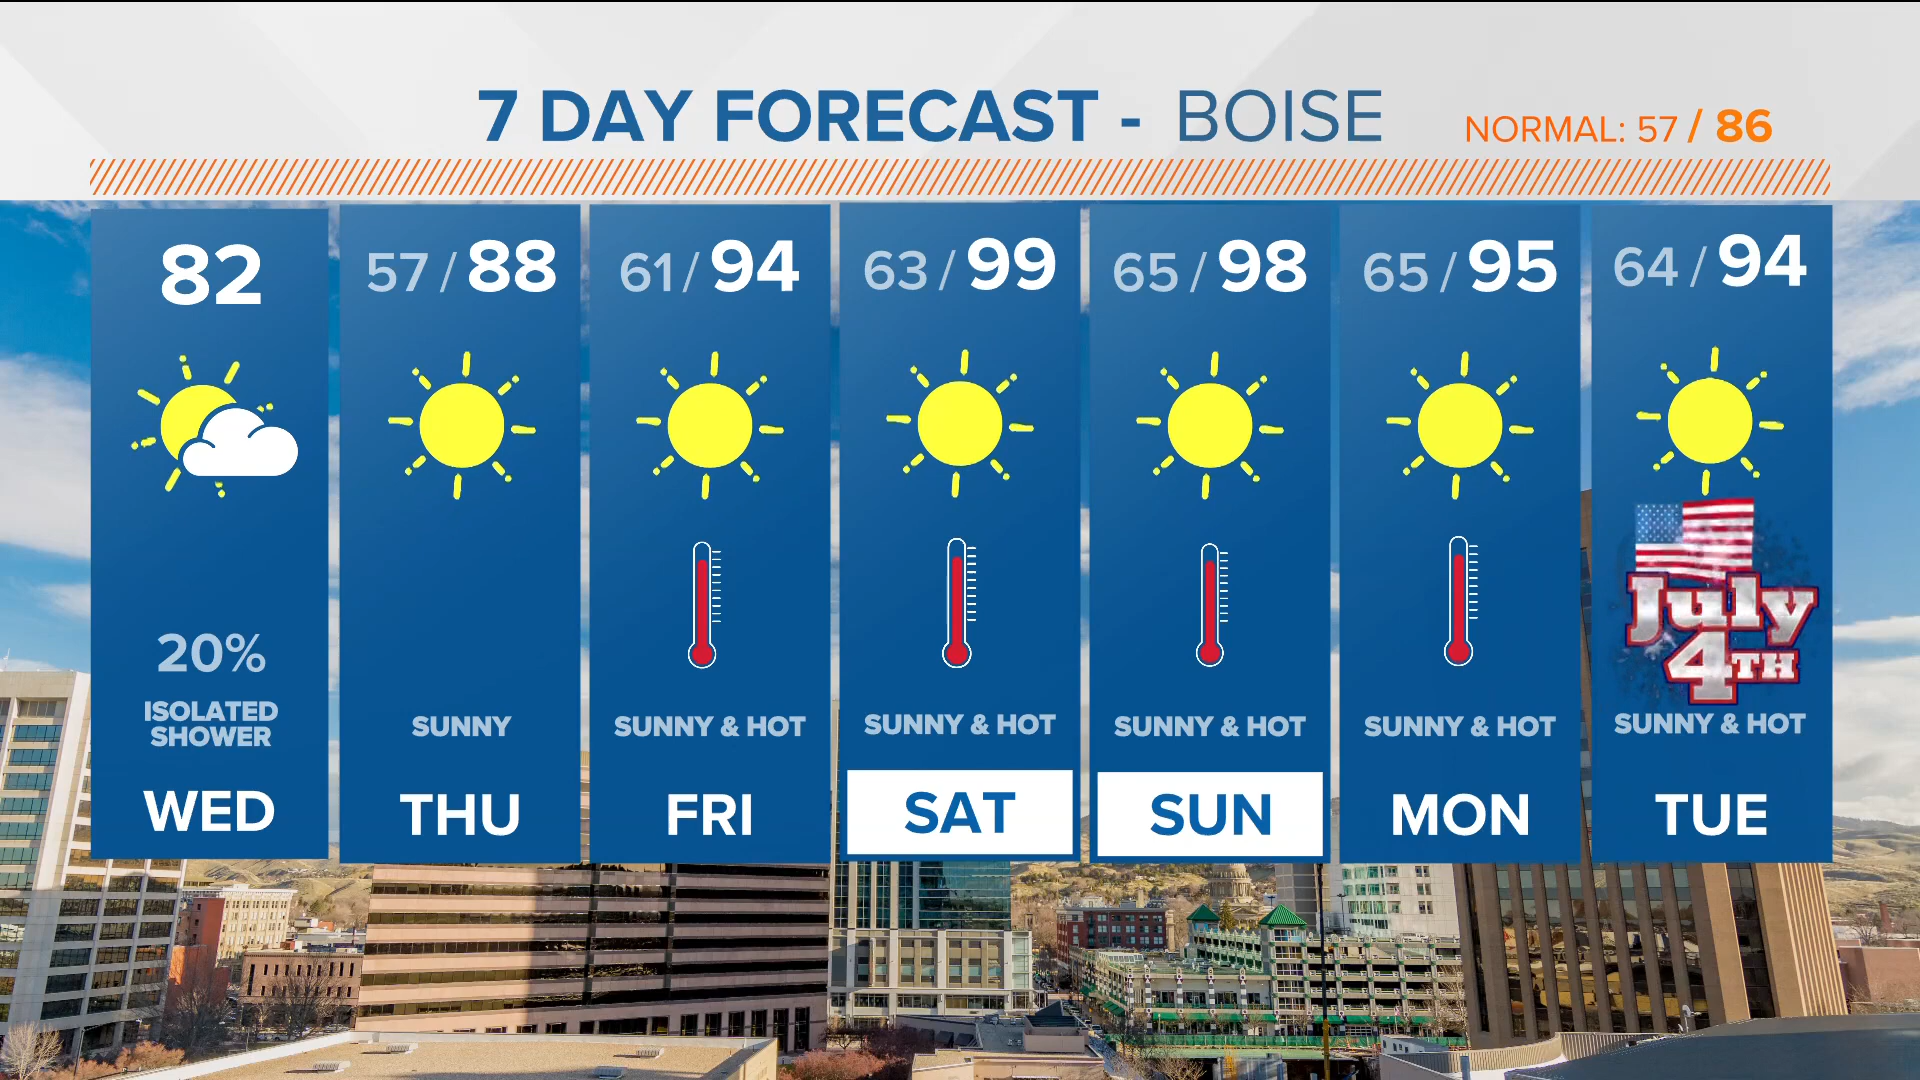 7 DAY FORECAST - BOISE
NORMAL: 57 / 86
82
20%
ISOLATED
SHOWER
WED
57 / 88
SUNNY
THU
61 / 94
SUNNY & HOT
FRI
63 / 99
SUNNY & HOT
SAT
65 / 98
SUNNY & HOT
SUN
65 / 95
SUNNY & HOT
MON
64 / 94
July
4TH
SUNNY & HOT
TUE